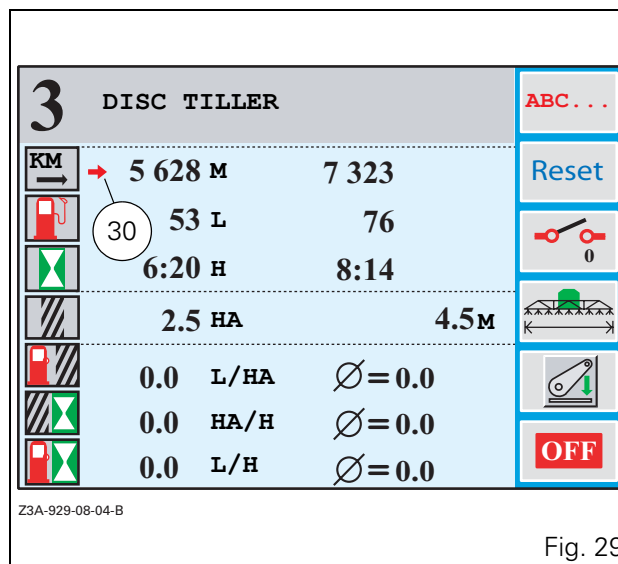 3 DISC TILLER ABC...
KM 5 628 M 7 323 Reset
30 53 L 76
6:20 H 8:14 0
2.5 HA 4.5 M
0.0 L/HA Ø=0.0
0.0 HA/H Ø=0.0
0.0 L/H Ø=0.0 OFF
Z3A-929-08-04-B
Fig. 29